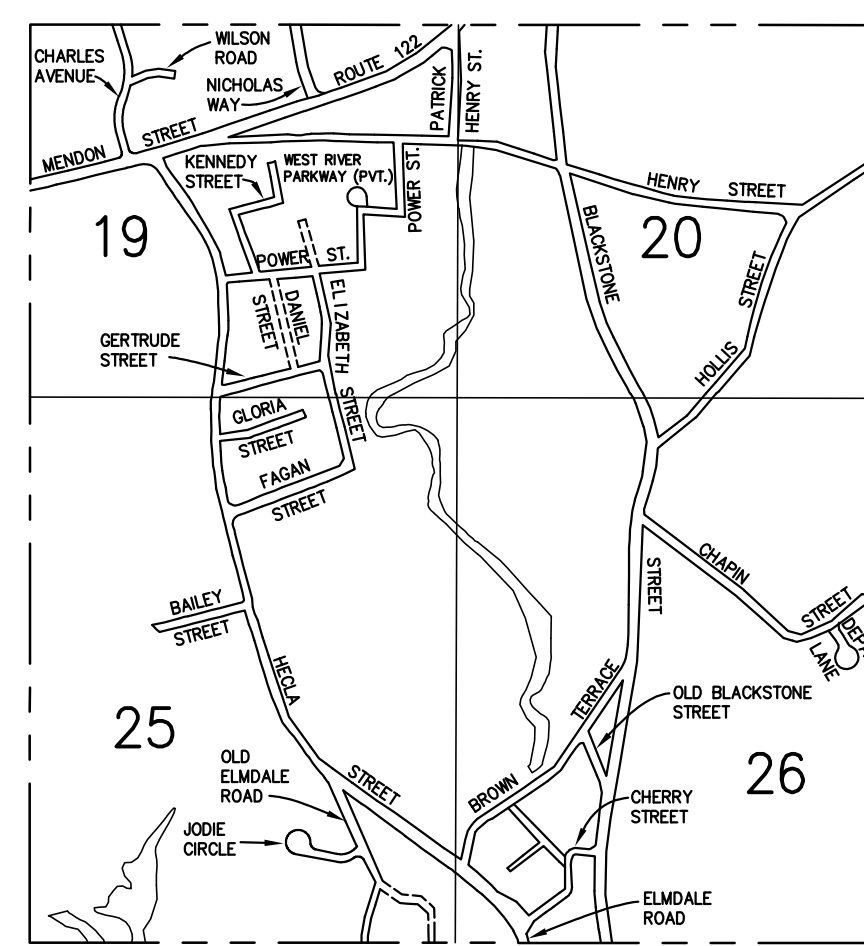 CHARLES
AVENUE
WILSON
ROAD
NICHOLAS
WAY
ROUTE 122
PATRICK
HENRY ST.
MENDON
STREET
KENNEDY
STREET
WEST RIVER
PARKWAY (PVT.)
POWER ST.
HENRY STREET
19
20
BLACKSTONE
STREET
HOLLIS
POWER ST.
STREET
DANIEL
ELIZABETH
STREET
GERTRUDE
STREET
GLORIA
STREET
FAGAN
STREET
CHAPIN
STREET
STREET
LANE
BAILEY
STREET
HECLA
STREET
25
26
TERRACE
BROWN
OLD BLACKSTONE
STREET
OLD
ELMDALE
ROAD
CHERRY
STREET
JODIE
CIRCLE
ELMDALE
ROAD